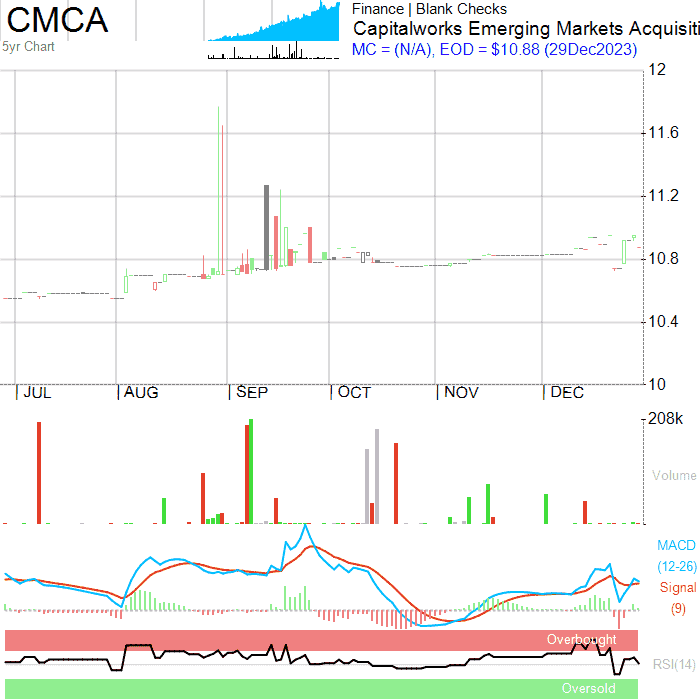 CMCA
5yr Chart
Finance | Blank Checks
Capitalworks Emerging Markets Acquisiti
MC = (N/A), EOD = $10.88 (29Dec2023)
12
11.6
11.2
10.8
10.4
10
JUL AUG SEP OCT NOV DEC
208k
Volume
MACD
(12-26)
Signal
(9)
Overbought
RSI(14)
Oversold